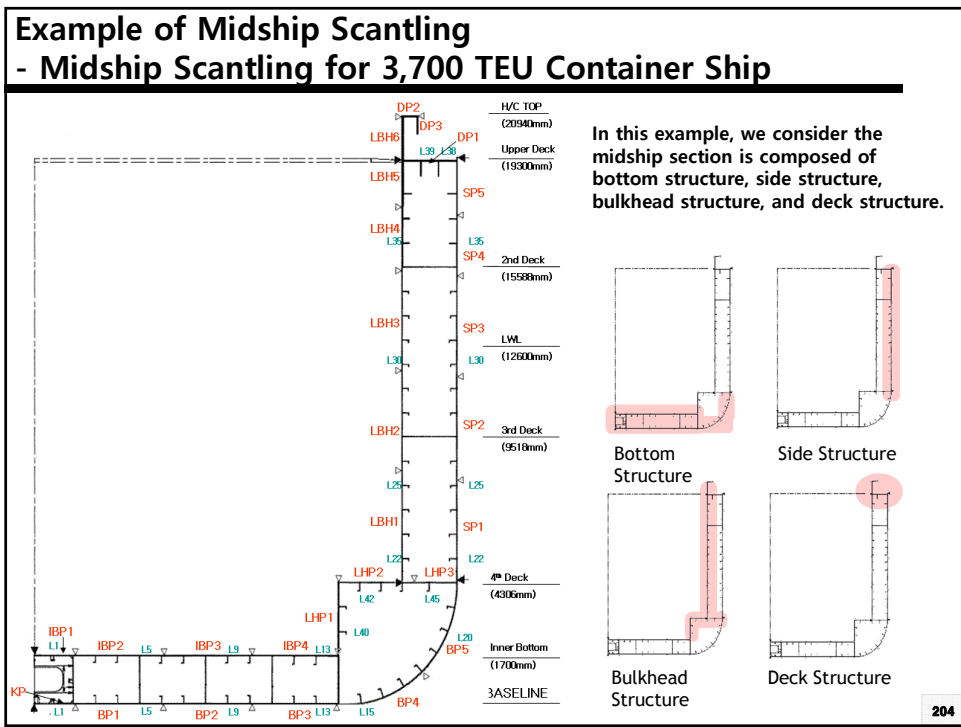 Example of Midship Scantling
- Midship Scantling for 3,700 TEU Container Ship
DP2
H/C TOP
(20940mm)
DP3
LBH6
DP1
L39 L38
Upper Deck
(19300mm)
LBH5
SP5
LBH4
L35
L35
SP4
2nd Deck
(15588mm)
LBH3
SP3
LWL
(12600mm)
L30
L30
LBH2
SP2
3rd Deck
(9518mm)
L25
L25
LBH1
SP1
L22
L22
LHP2
LHP3
4th Deck
(4306mm)
L42
L45
LHP1
L40
L20
BP5
IBP1
L1
IBP2
L5
IBP3
L9
IBP4
L13
Inner Bottom
(1700mm)
KP
L1
BP1
L5
BP2
L9
BP3
L13
L15
BP4
3ASELINE
In this example, we consider the
midship section is composed of
bottom structure, side structure,
bulkhead structure, and deck structure.
Bottom
Structure
Side Structure
Bulkhead
Structure
Deck Structure
204